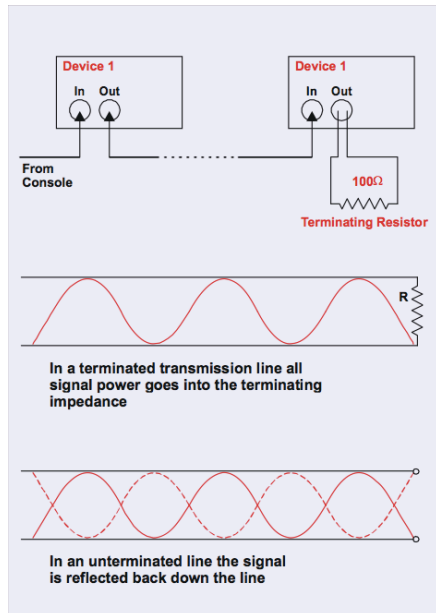 Device 1
Device 1
In Out
In Out
From
Console
100Ω
Terminating Resistor
R
In a terminated transmission line all
signal power goes into the terminating
impedance
In an unterminated line the signal
is reflected back down the line